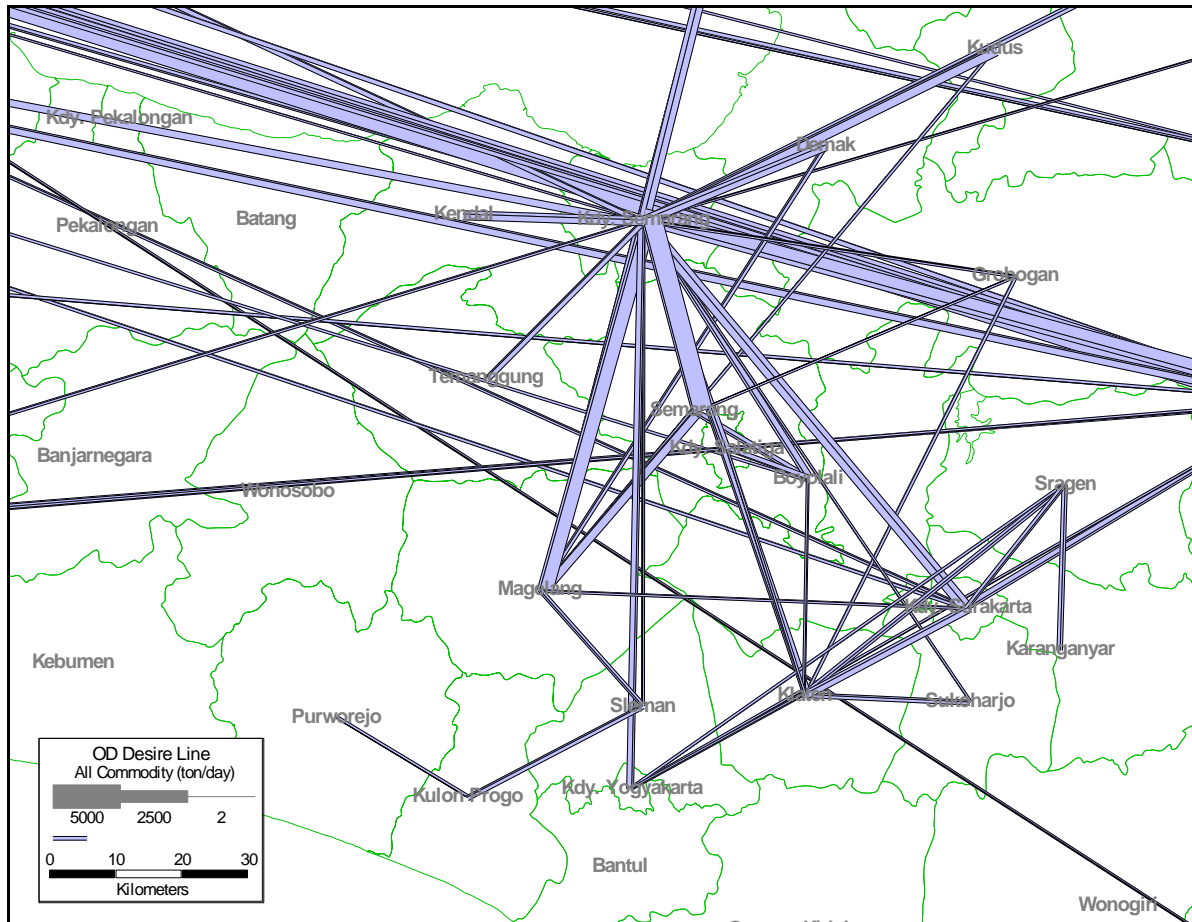 Kudus
Kdy. Pekalongan
Demak
Kendal
Kdy. Semarang
Pekalongan
Batang
Grobogan
Temanggung
Semarang
Kdy. Salatiga
Banjarnegara
Boyolali
Sragen
Wonosobo
Magelang
Kdy. Surakarta
Karanganyar
Kebumen
Klaten
Sukoharjo
Sleman
Purworejo
Kulon Progo
Kdy. Yogyakarta
Bantul
Wonogiri
OD Desire Line
All Commodity (ton/day)
5000 2500 2
0 10 20 30
Kilometers